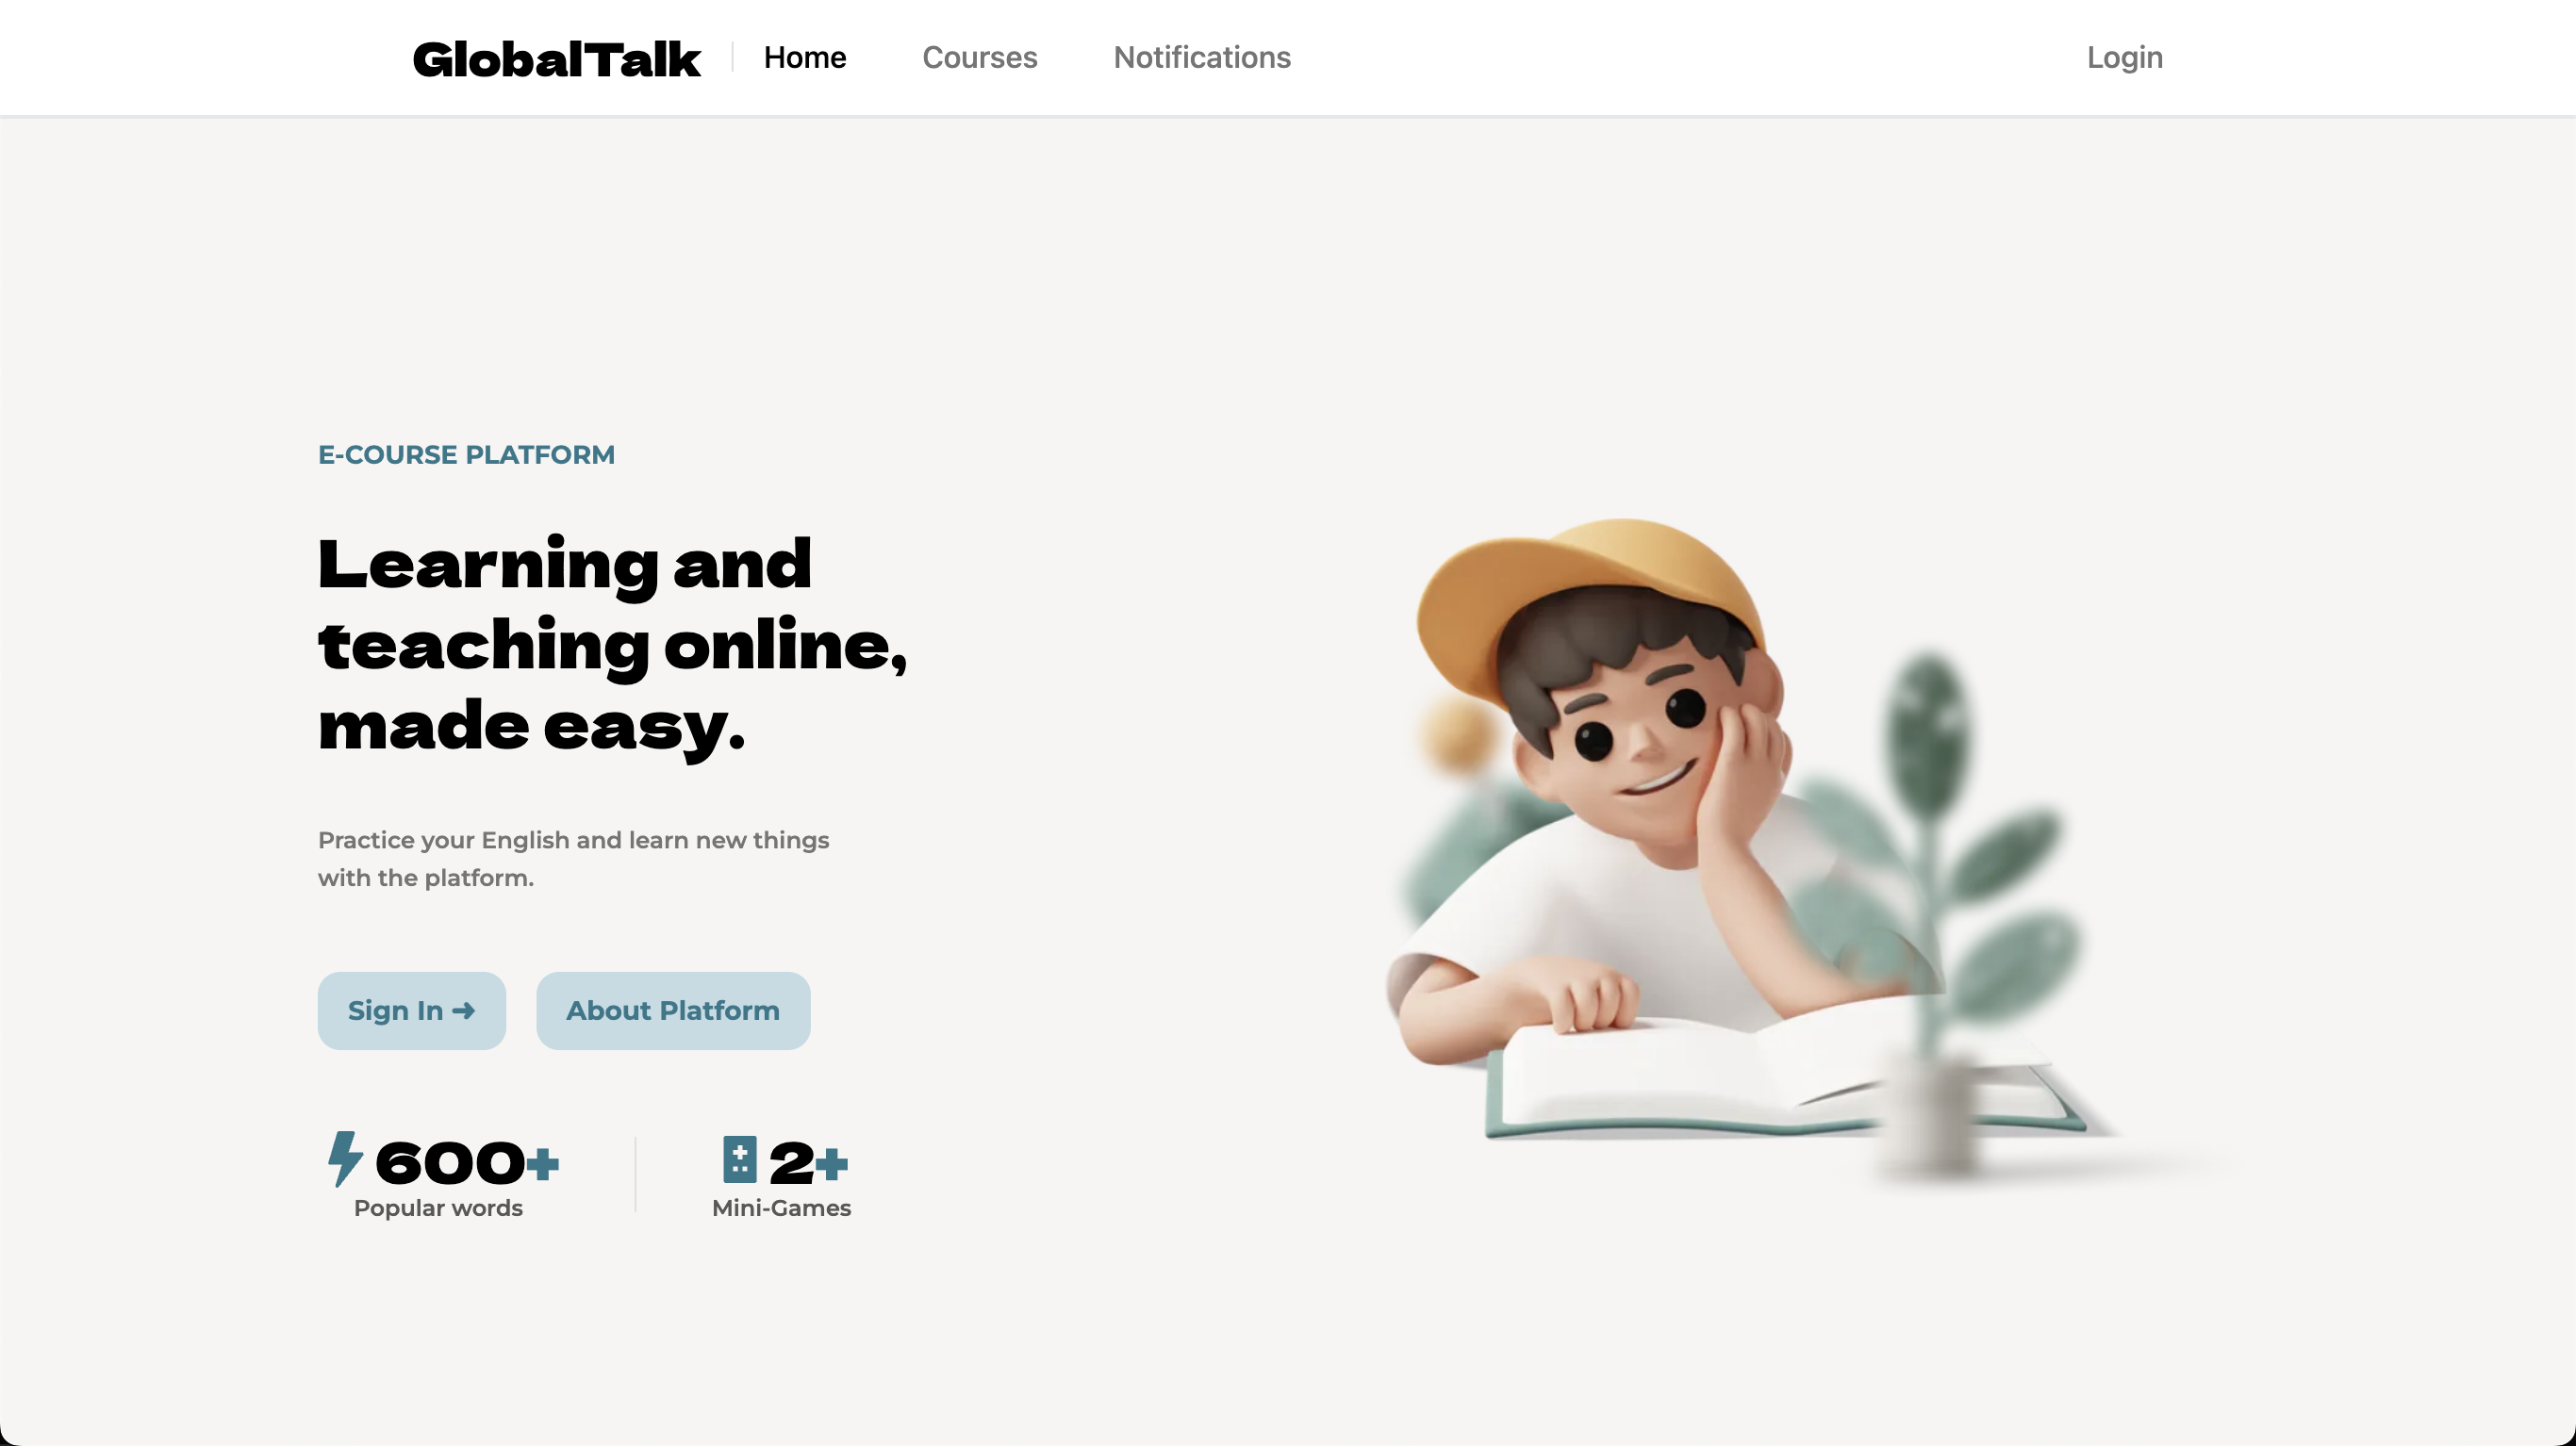 GlobalTalk
Home
Courses
Notifications
Login
E-COURSE PLATFORM
Learning and
teaching online,
made easy.
Practice your English and learn new things
with the platform.
Sign In ➜
About Platform
600+
Popular words
2+
Mini-Games